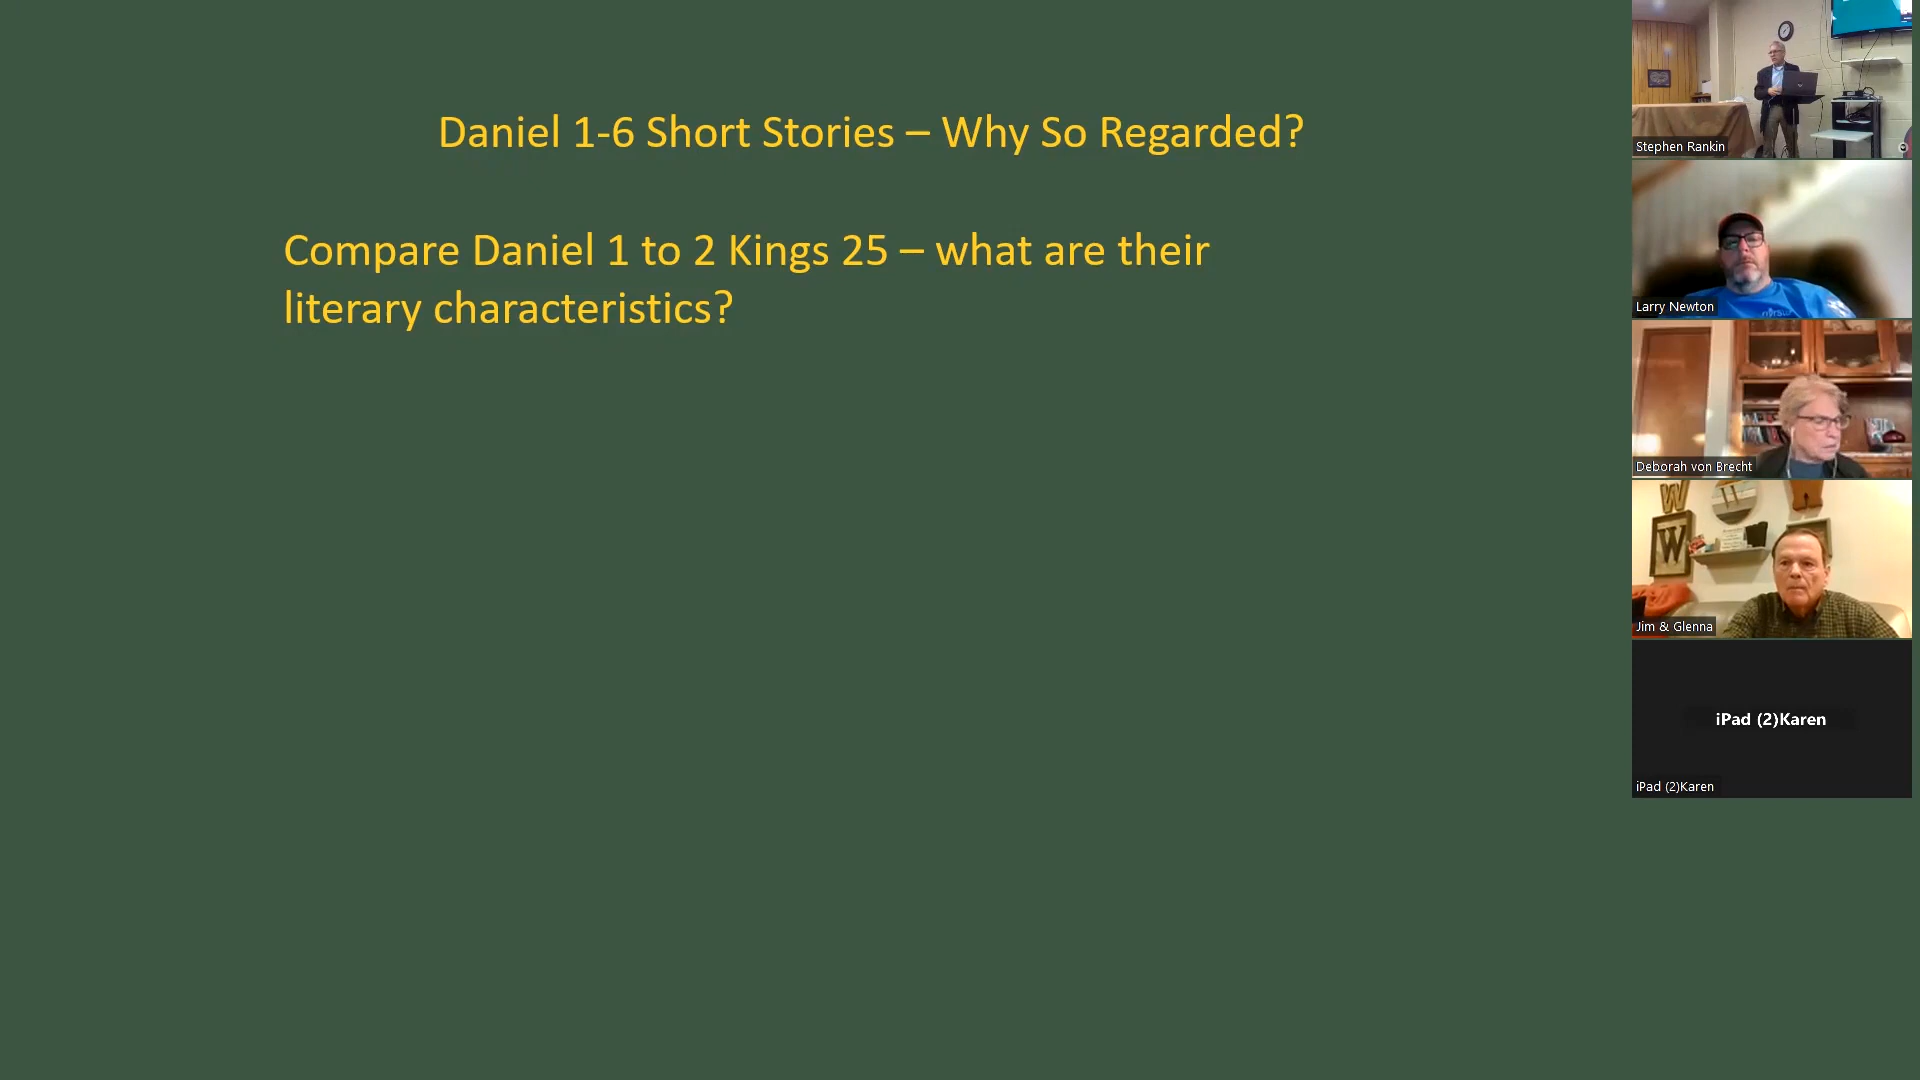 Daniel 1-6 Short Stories – Why So Regarded?
Compare Daniel 1 to 2 Kings 25 – what are their
literary characteristics?
Stephen Rankin
Larry Newton
Deborah von Brecht
W
Jim & Glenna
iPad (2)Karen
iPad (2)Karen